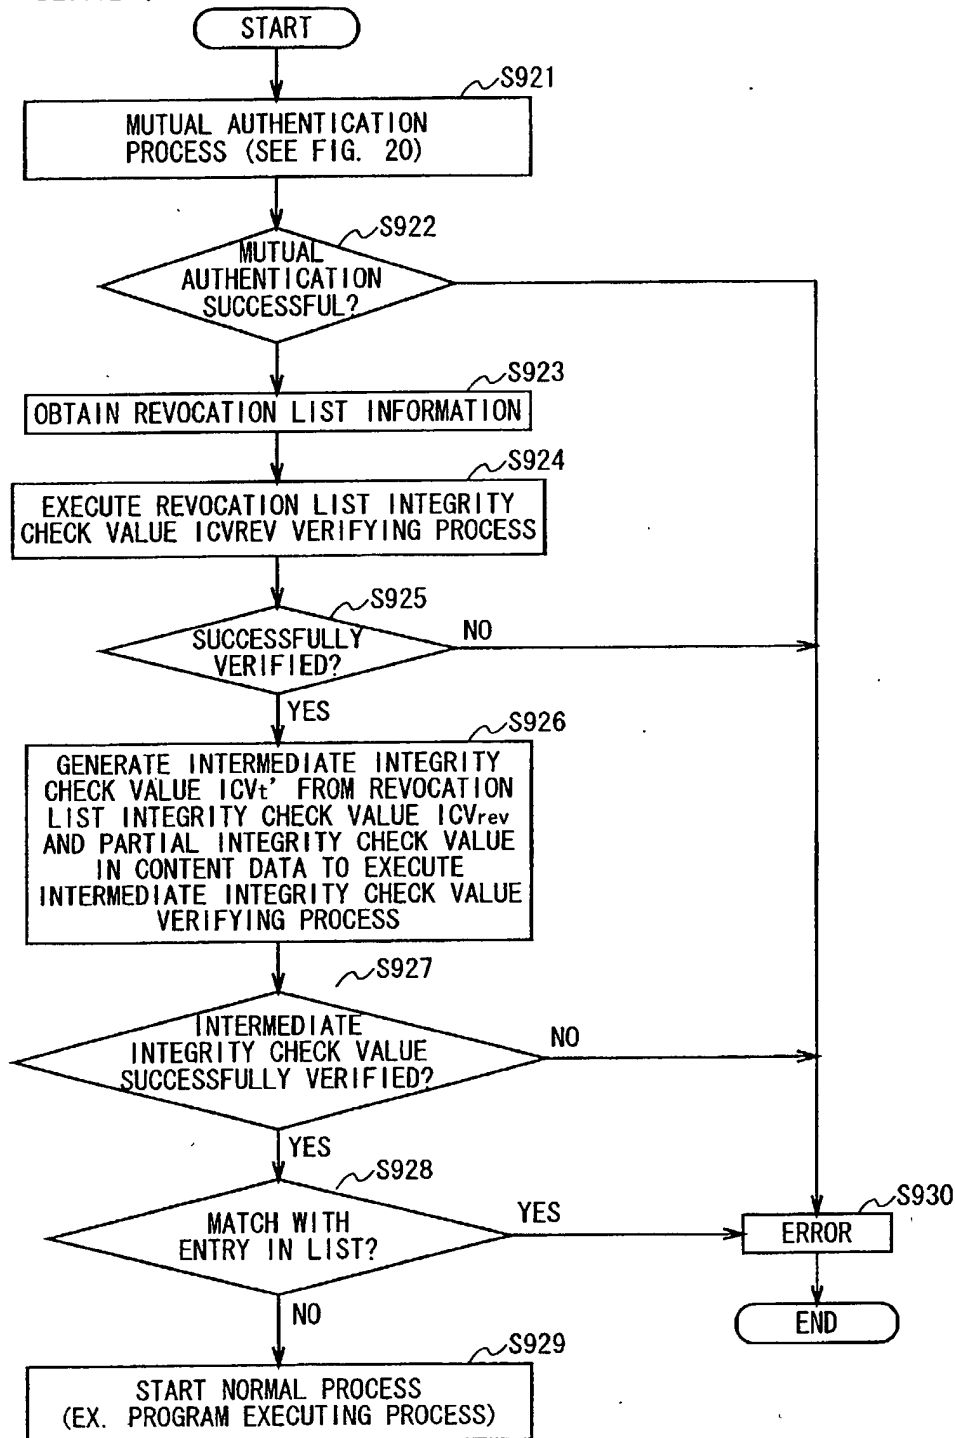 START
S921
MUTUAL AUTHENTICATION
PROCESS (SEE FIG. 20)
S922
MUTUAL
AUTHENTICATION
SUCCESSFUL?
S923
OBTAIN REVOCATION LIST INFORMATION
S924
EXECUTE REVOCATION LIST INTEGRITY
CHECK VALUE ICVREV VERIFYING PROCESS
S925
SUCCESSFULLY
VERIFIED?
NO
YES
S926
GENERATE INTERMEDIATE INTEGRITY
CHECK VALUE ICVt' FROM REVOCATION
LIST INTEGRITY CHECK VALUE ICVrev
AND PARTIAL INTEGRITY CHECK VALUE
IN CONTENT DATA TO EXECUTE
INTERMEDIATE INTEGRITY CHECK VALUE
VERIFYING PROCESS
S927
INTERMEDIATE
INTEGRITY CHECK VALUE
SUCCESSFULLY VERIFIED?
NO
YES
S928
MATCH WITH
ENTRY IN LIST?
YES
S930
ERROR
NO
END
S929
START NORMAL PROCESS
(EX. PROGRAM EXECUTING PROCESS)